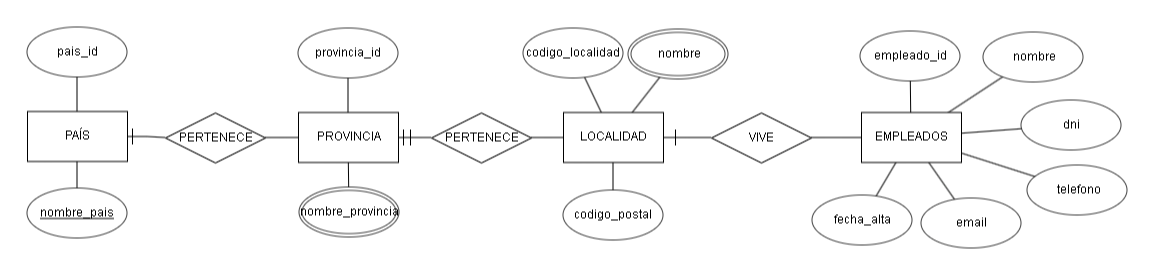 pais_id
provincia_id
codigo_localidad
nombre
empleado_id
nombre
PAÍS
PERTENECE
PROVINCIA
PERTENECE
LOCALIDAD
VIVE
EMPLEADOS
dni
telefono
nombre_pais
nombre_provincia
codigo_postal
fecha_alta
email